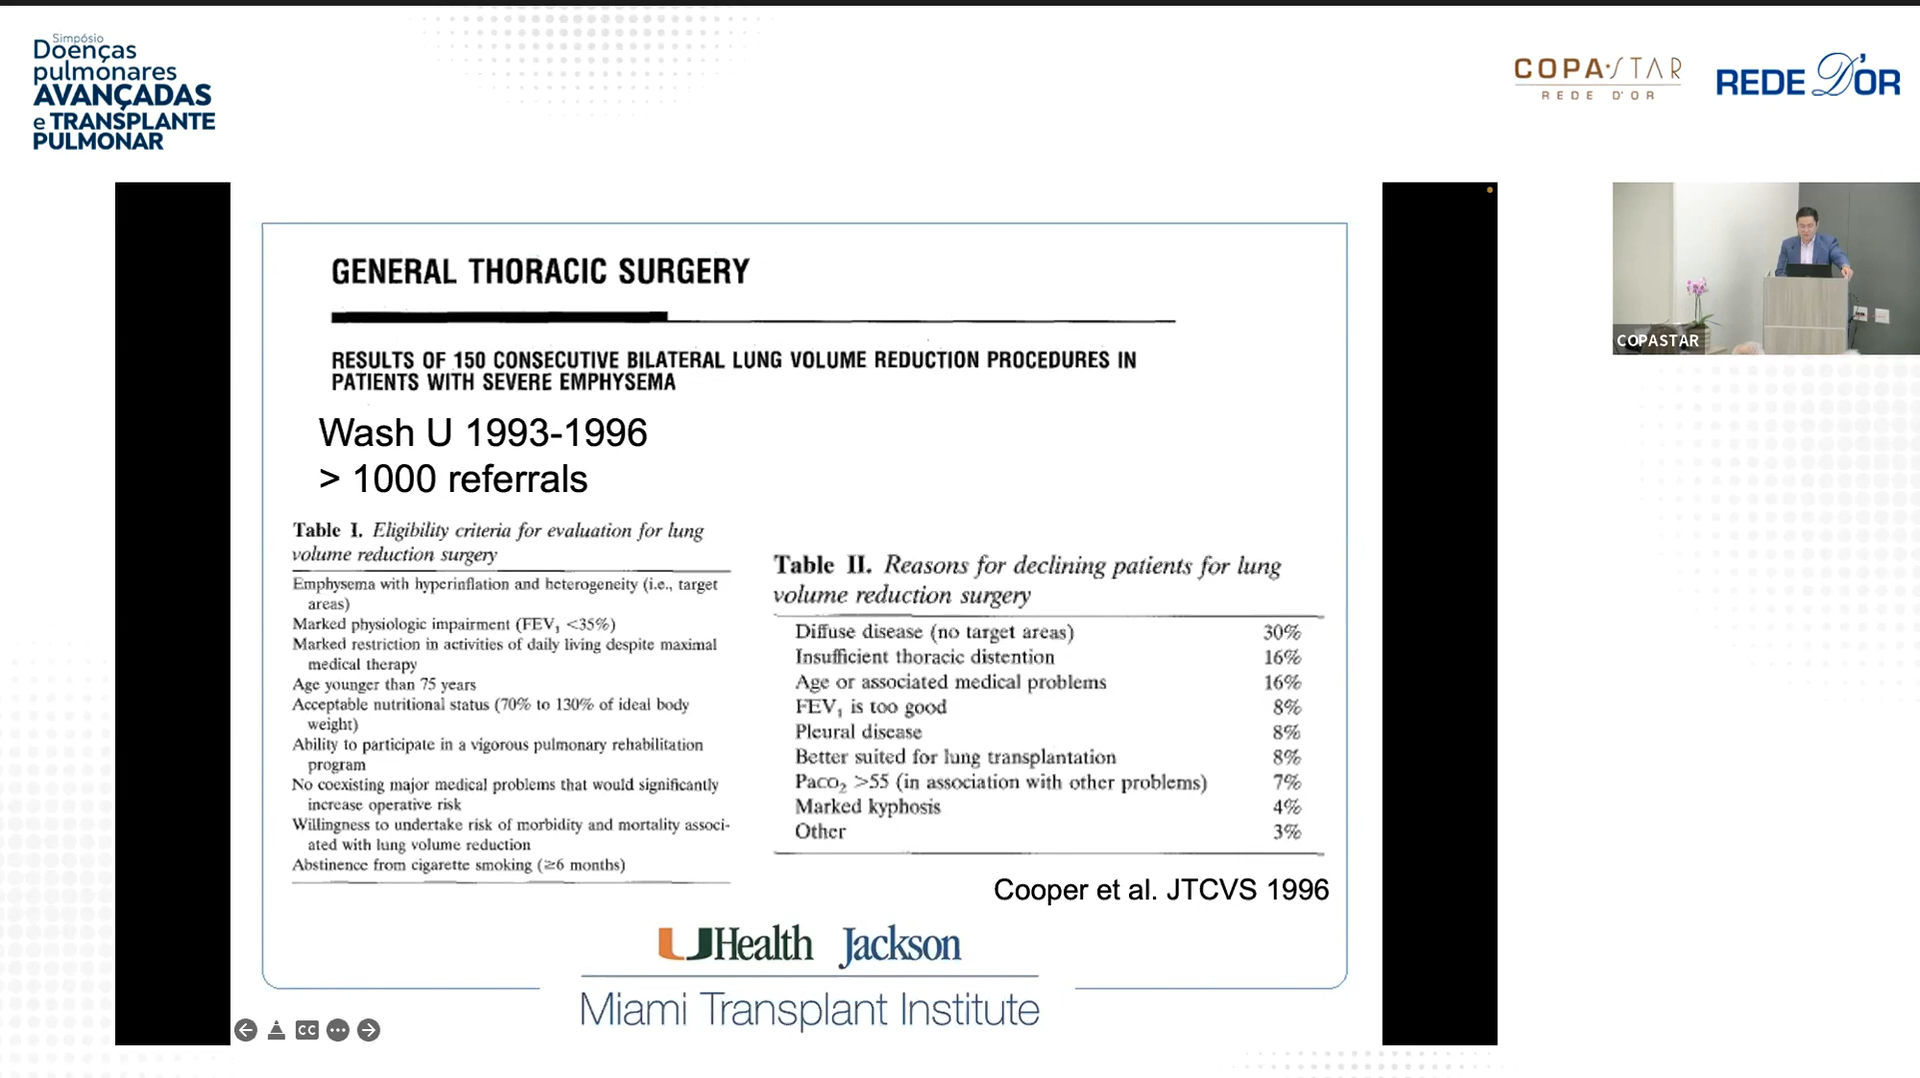 Simpósio
Doenças
pulmonares
AVANÇADAS
e TRANSPLANTE
PULMONAR
COPA STAR
REDE D'OR
REDE D'OR
GENERAL THORACIC SURGERY
RESULTS OF 150 CONSECUTIVE BILATERAL LUNG VOLUME REDUCTION PROCEDURES IN
PATIENTS WITH SEVERE EMPHYSEMA
Wash U 1993-1996
> 1000 referrals
Table I. Eligibility criteria for evaluation for lung
volume reduction surgery
Emphysema with hyperinflation and heterogeneity (i.e., target
areas)
Marked physiologic impairment (FEV₁ <35%)
Marked restriction in activities of daily living despite maximal
medical therapy
Age younger than 75 years
Acceptable nutritional status (70% to 130% of ideal body
weight)
Ability to participate in a vigorous pulmonary rehabilitation
program
No coexisting major medical problems that would significantly
increase operative risk
Willingness to undertake risk of morbidity and mortality associ-
ated with lung volume reduction
Abstinence from cigarette smoking (≥6 months)
Table II. Reasons for declining patients for lung
volume reduction surgery
Diffuse disease (no target areas) 30%
Insufficient thoracic distention 16%
Age or associated medical problems 16%
FEV₁ is too good 8%
Pleural disease 8%
Better suited for lung transplantation 8%
PaCO₂ >55 (in association with other problems) 7%
Marked kyphosis 4%
Other 3%
Cooper et al. JTCVS 1996
UHealth Jackson
Miami Transplant Institute
CC
COPASTAR